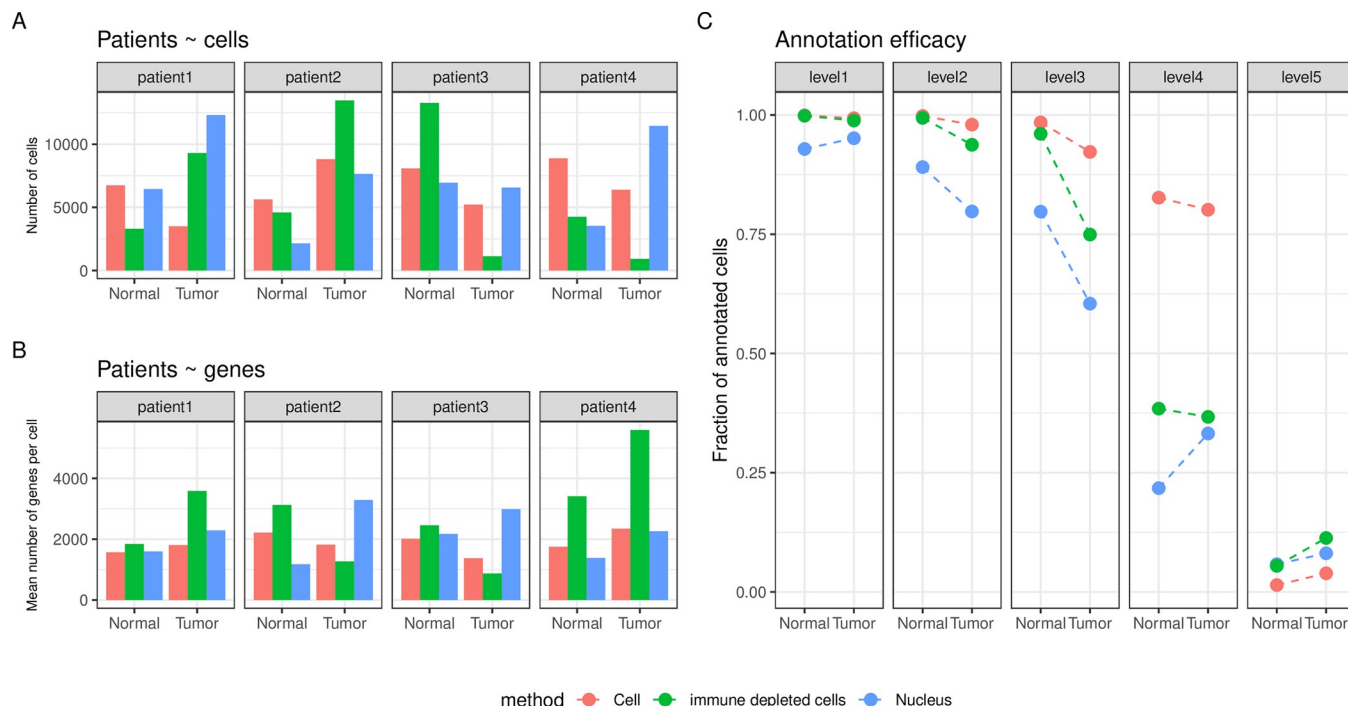 A
Patients ~ cells
patient1 patient2 patient3 patient4
Number of cells
10000
5000
0
Normal Tumor Normal Tumor Normal Tumor Normal Tumor
B
Patients ~ genes
patient1 patient2 patient3 patient4
Mean number of genes per cell
4000
2000
0
Normal Tumor Normal Tumor Normal Tumor Normal Tumor
C
Annotation efficacy
level1 level2 level3 level4 level5
Fraction of annotated cells
1.00
0.75
0.50
0.25
0.00
Normal Tumor Normal Tumor Normal Tumor Normal Tumor Normal Tumor
method Cell immune depleted cells Nucleus